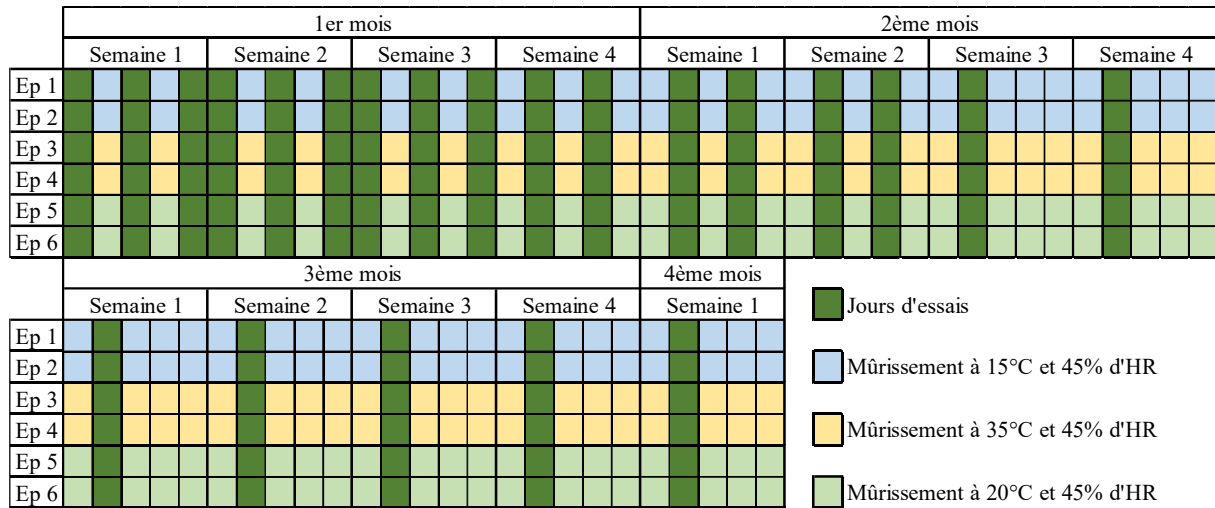 1er mois 2ème mois
Semaine 1 Semaine 2 Semaine 3 Semaine 4 Semaine 1 Semaine 2 Semaine 3 Semaine 4
Ep 1
Ep 2
Ep 3
Ep 4
Ep 5
Ep 6
3ème mois 4ème mois
Semaine 1 Semaine 2 Semaine 3 Semaine 4 Semaine 1
Ep 1
Ep 2
Ep 3
Ep 4
Ep 5
Ep 6
Jours d'essais
Mûrissement à 15°C et 45% d'HR
Mûrissement à 35°C et 45% d'HR
Mûrissement à 20°C et 45% d'HR